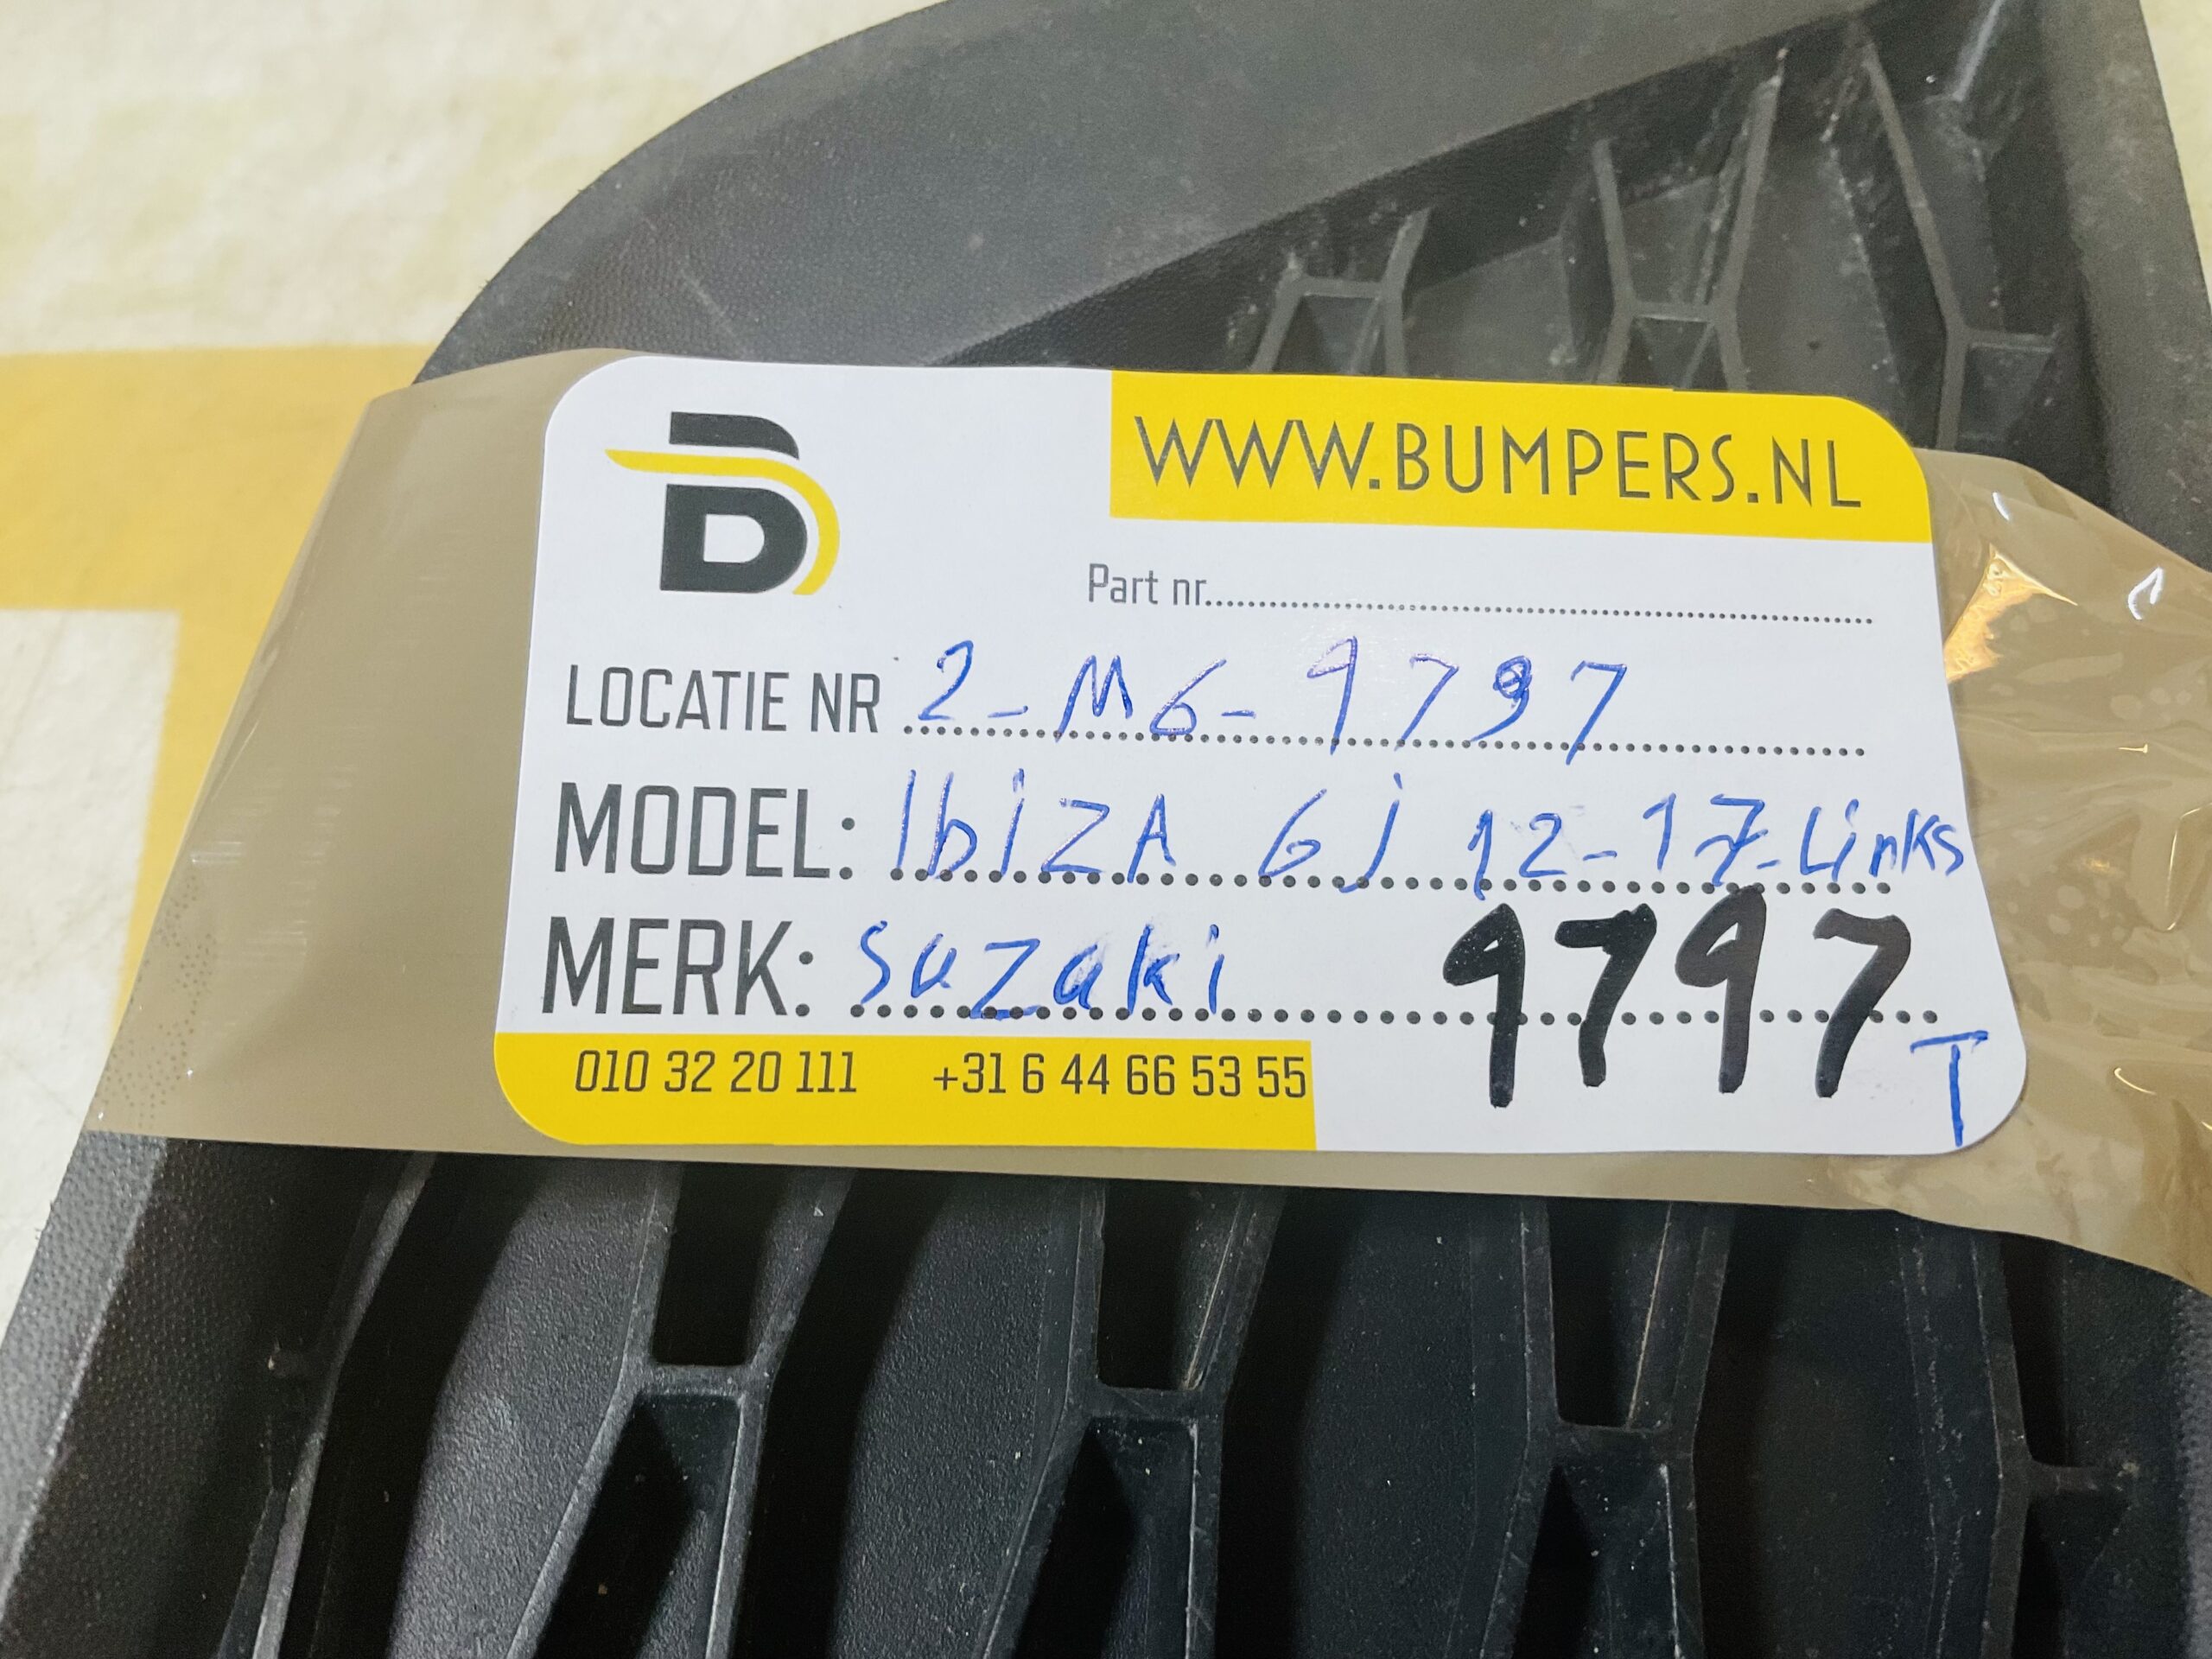 B
WWW.BUMPERS.NL
Part nr.
LOCATIE NR 2-M6-9797
MODEL: IbiZA 6J 12-17-Links
MERK: suzaki 9797
T
010 32 20 111 +31 6 44 66 53 55